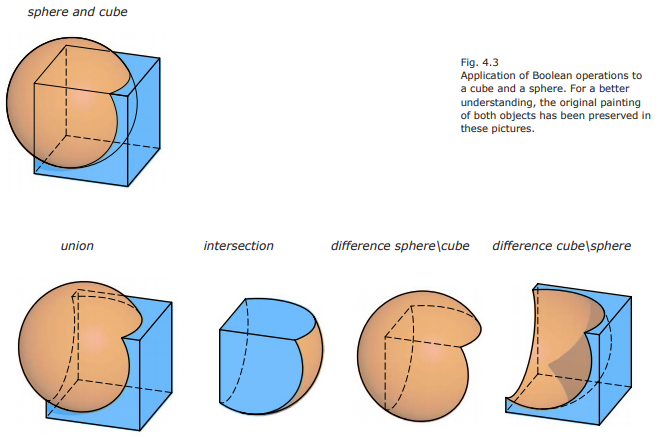 sphere and cube
Fig. 4.3
Application of Boolean operations to
a cube and a sphere. For a better
understanding, the original painting
of both objects has been preserved in
these pictures.
union
intersection
difference sphere\cube
difference cube\sphere